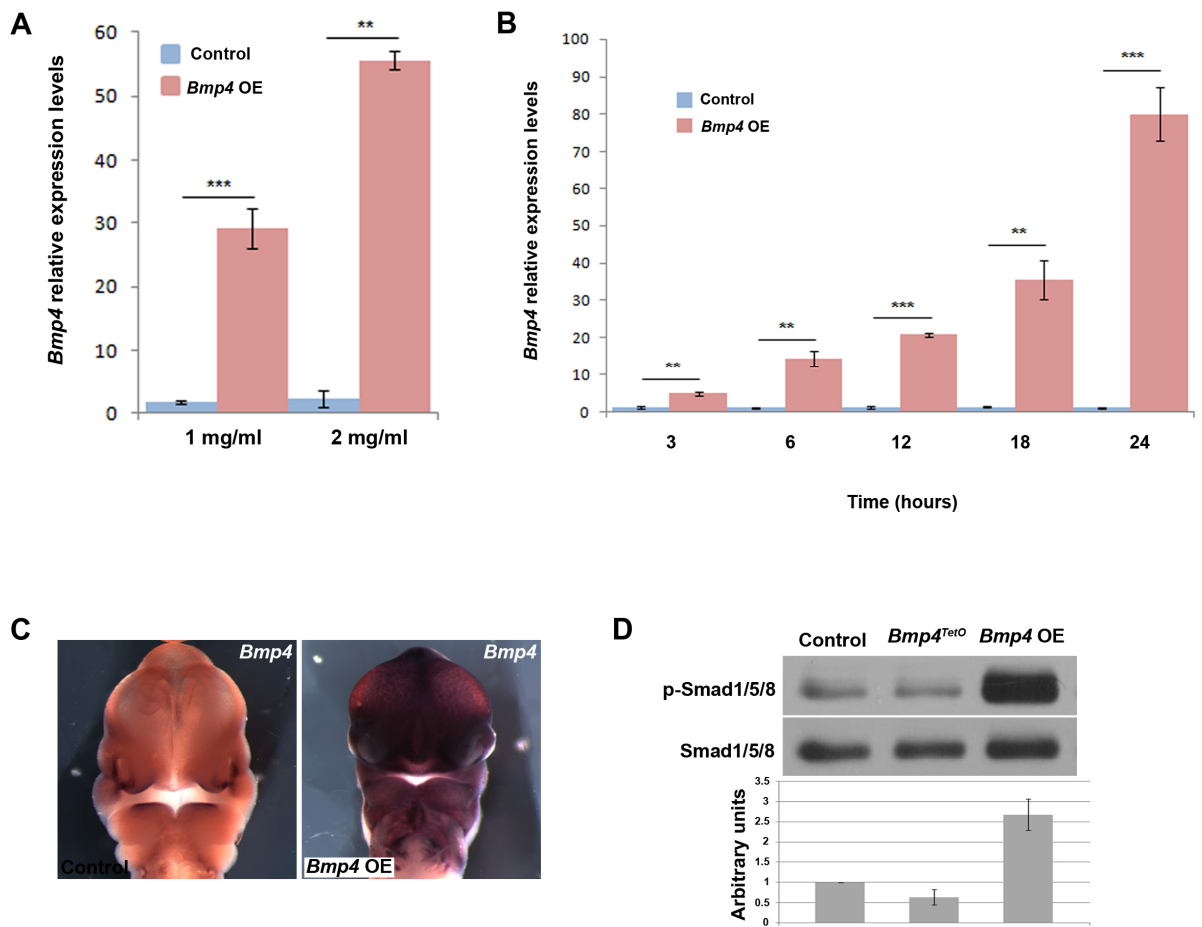 A
Bmp4 relative expression levels
60
50
40
30
20
10
0
Control
Bmp4 OE
***
**
1 mg/ml
2 mg/ml
B
Bmp4 relative expression levels
100
90
80
70
60
50
40
30
20
10
0
Control
Bmp4 OE
**
**
***
**
***
3
6
12
18
24
Time (hours)
C
Bmp4
Control
Bmp4
Bmp4 OE
D
Control
Bmp4TetO
Bmp4 OE
p-Smad1/5/8
Smad1/5/8
Arbitrary units
3.5
3
2.5
2
1.5
1
0.5
0